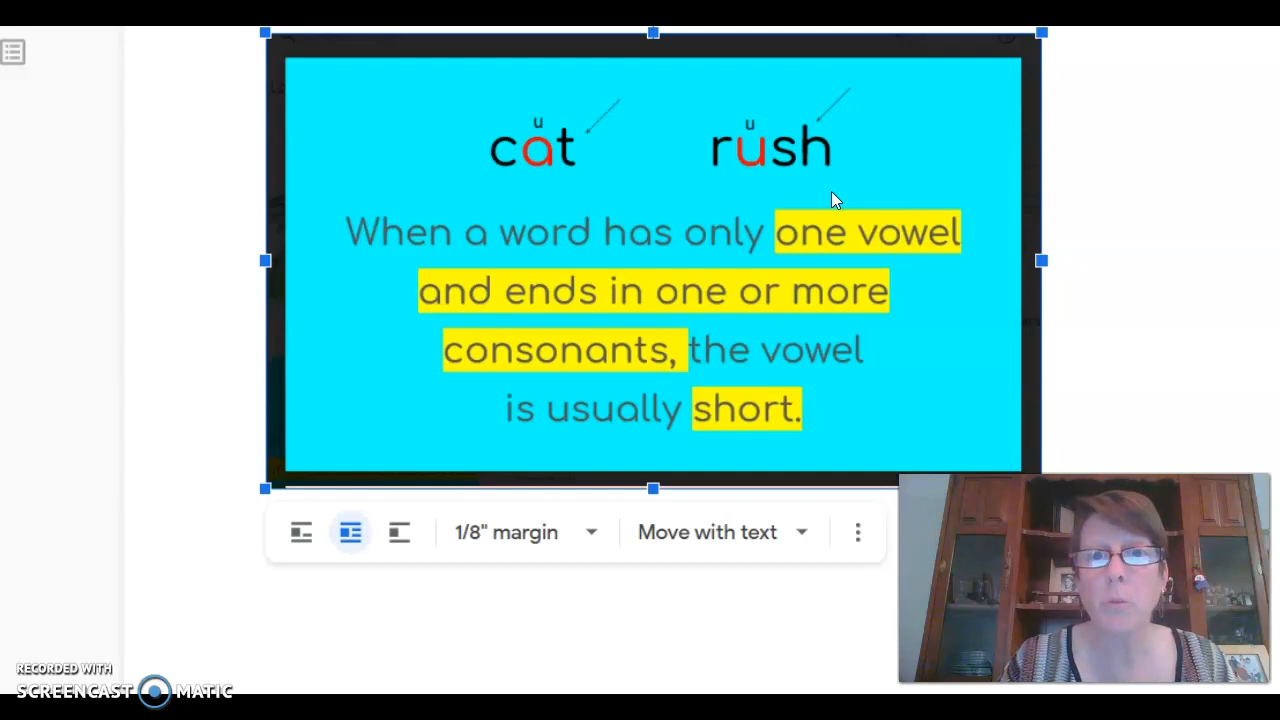 cat rush
When a word has only one vowel
and ends in one or more
consonants, the vowel
is usually short.
1/8" margin Move with text
RECORDED WITH
SCREENCAST MATIC